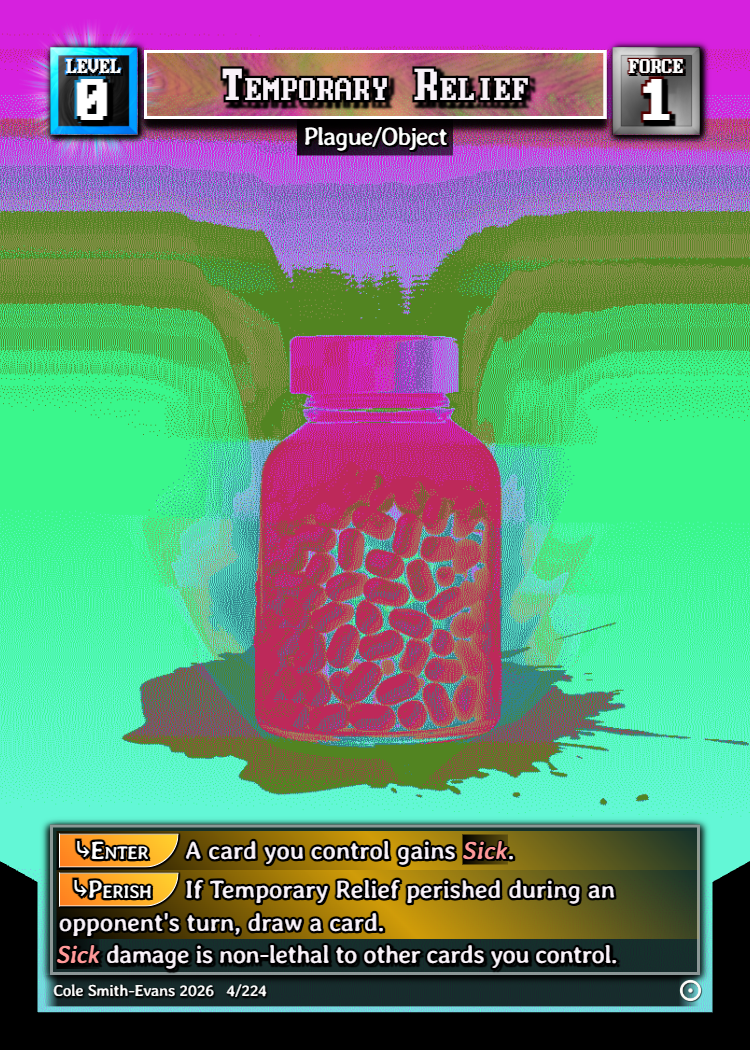 LEVEL
0
Temporary Relief
FORCE
1
Plague/Object
↳Enter A card you control gains Sick.
↳Perish If Temporary Relief perished during an
opponent's turn, draw a card.
Sick damage is non-lethal to other cards you control.
Cole Smith-Evans 2026 4/224